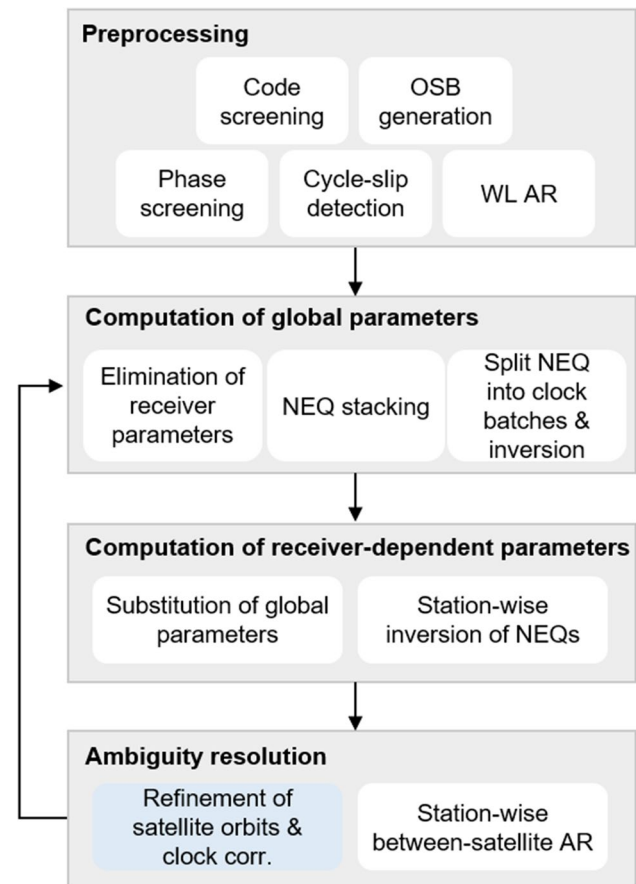 Preprocessing
Code
screening
OSB
generation
Phase
screening
Cycle-slip
detection
WL AR
Computation of global parameters
Elimination of
receiver
parameters
NEQ stacking
Split NEQ
into clock
batches &
inversion
Computation of receiver-dependent parameters
Substitution of global
parameters
Station-wise
inversion of NEQs
Ambiguity resolution
Refinement of
satellite orbits &
clock corr.
Station-wise
between-satellite AR